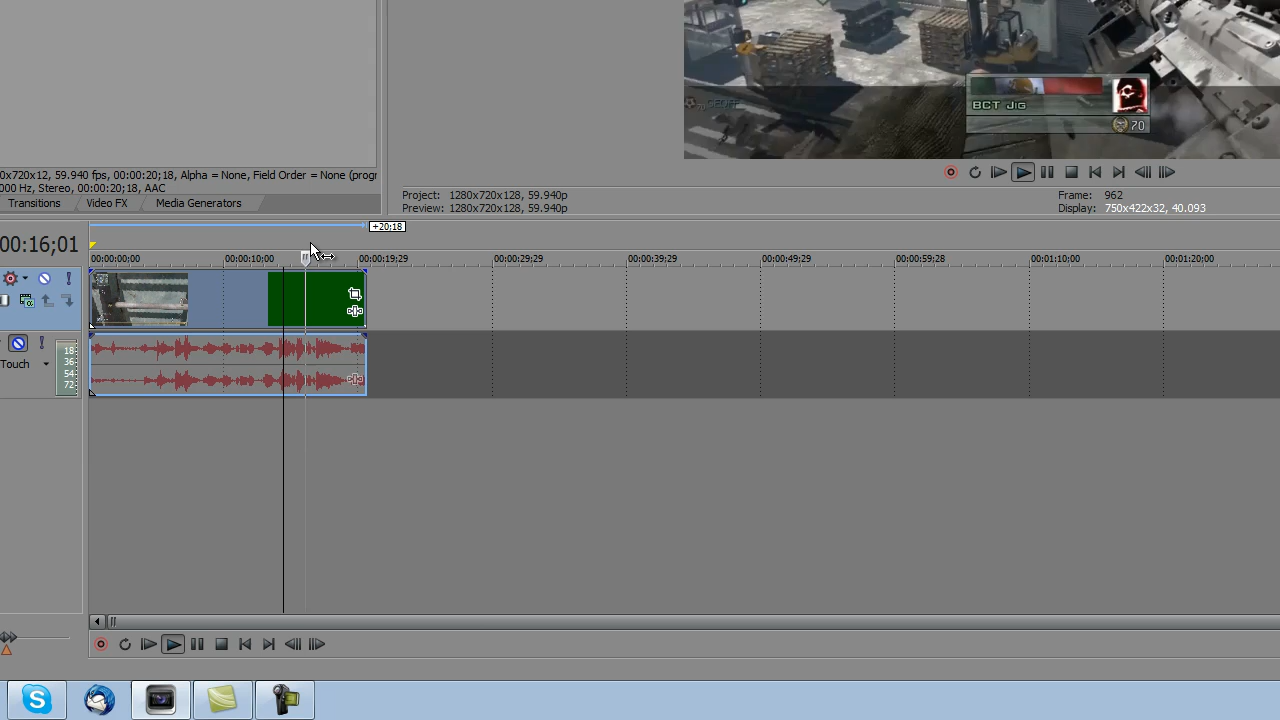 GEOFF
BCT JIG
70
0x720x12, 59.940 fps, 00:00:20;18, Alpha = None, Field Order = None (prog
000 Hz, Stereo, 00:00:20;18, AAC
Transitions Video FX Media Generators
Project: 1280x720x128, 59.940p
Preview: 1280x720x128, 59.940p
Frame: 962
Display: 750x422x32, 40.093
00:16;01
+20:18
00:00:00;00 00:00:10;00 00:00:19;29 00:00:29;29 00:00:39;29 00:00:49;29 00:00:59;28 00:01:10;00 00:01:20;00
Touch
18
36
54
72